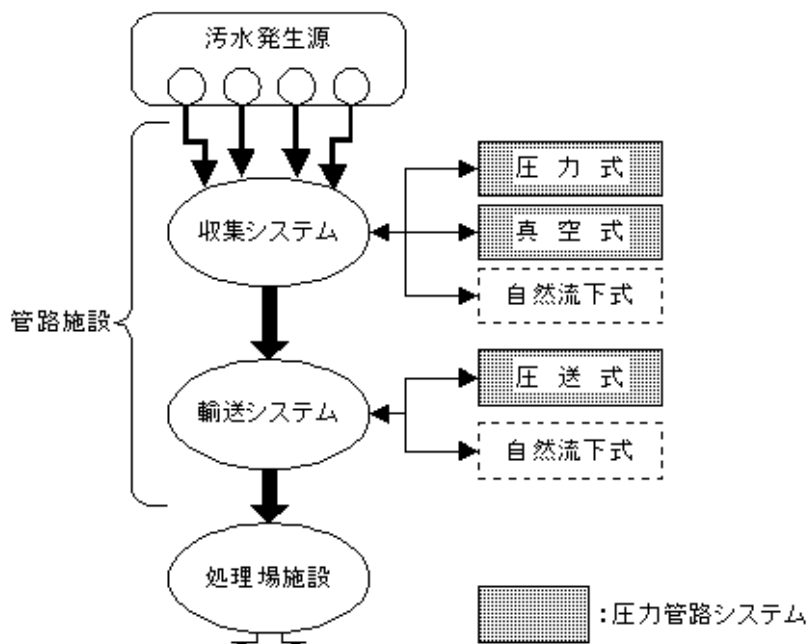 汚水発生源
圧力式
収集システム
真空式
自然流下式
管路施設
圧送式
輸送システム
自然流下式
処理場施設
:圧力管路システム